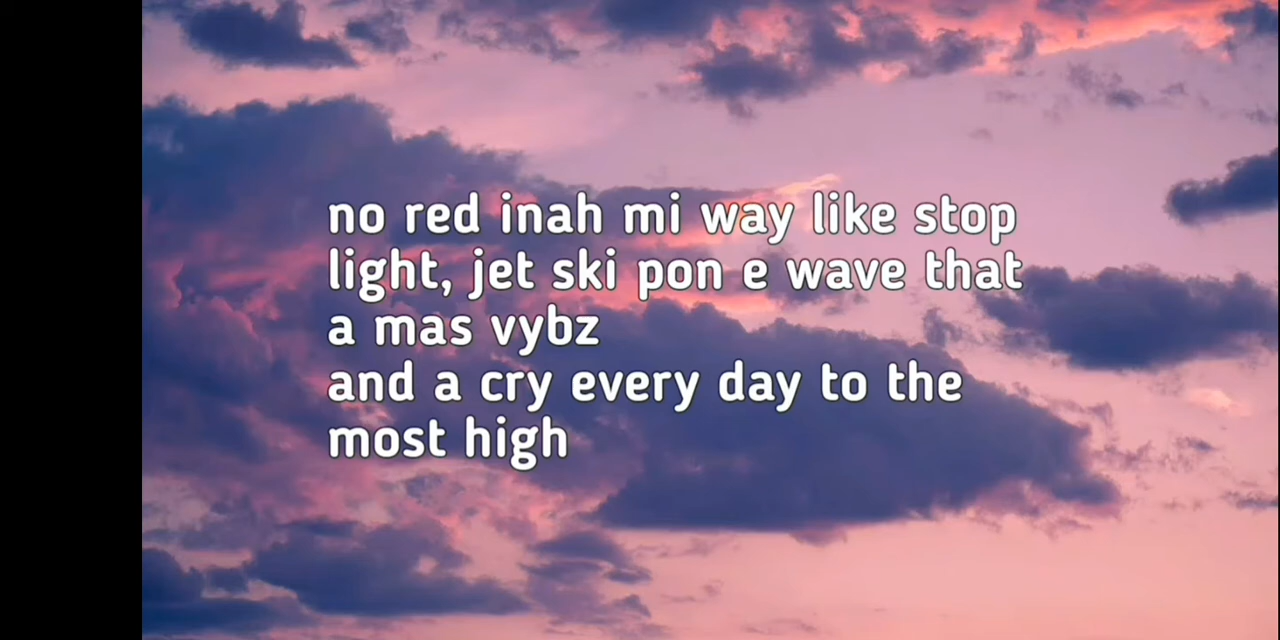 no red inah mi way like stop
light, jet ski pon e wave that
a mas vybz
and a cry every day to the
most high